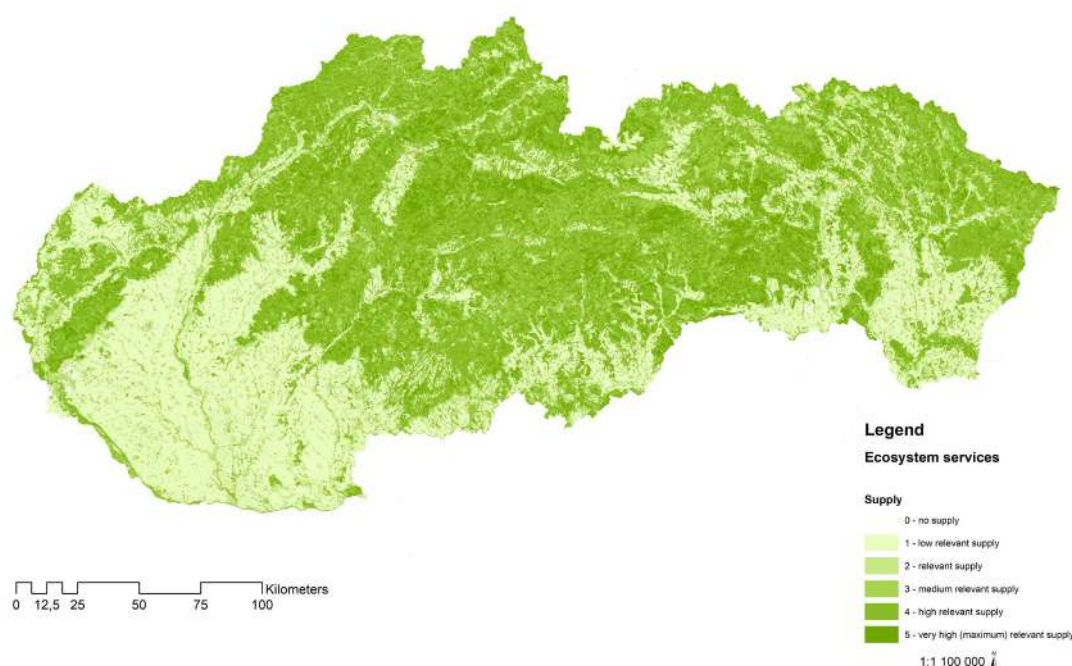 Legend
Ecosystem services
Supply
0 - no supply
1 - low relevant supply
2 - relevant supply
3 - medium relevant supply
4 - high relevant supply
5 - very high (maximum) relevant supply
Kilometers
0 12,5 25 50 75 100
1:1 100 000 N